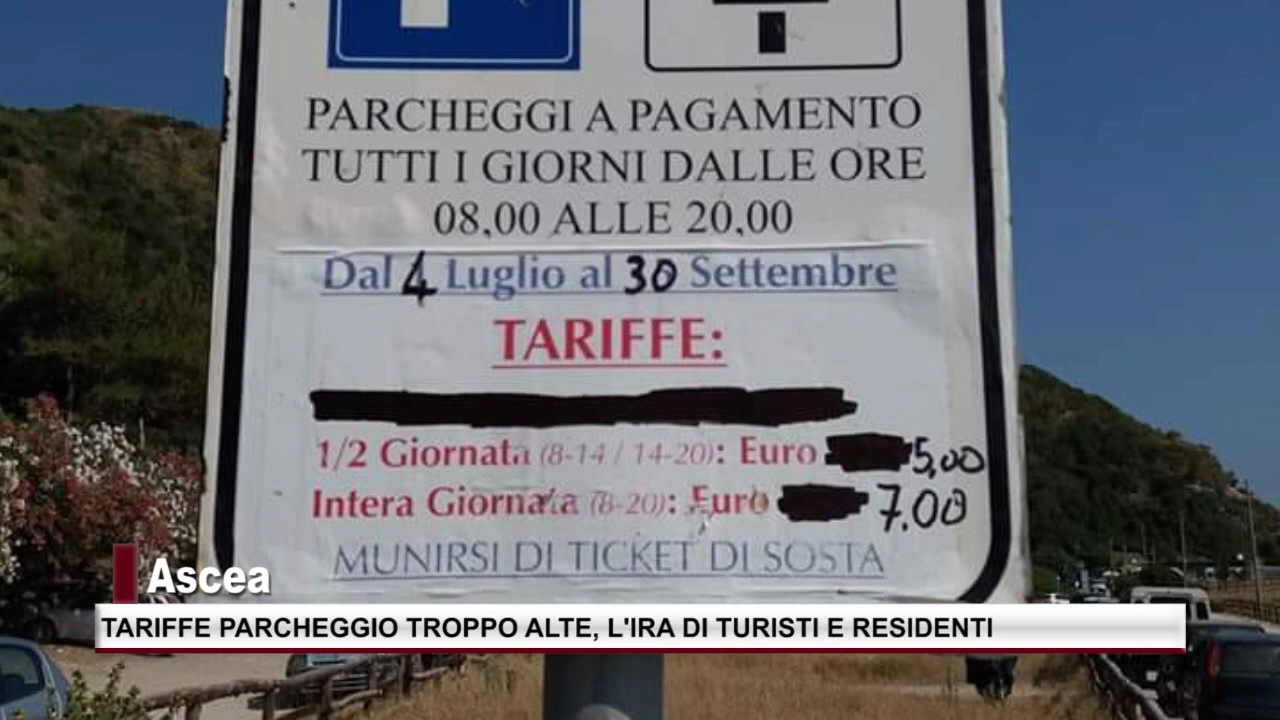 PARCHEGGI A PAGAMENTO
TUTTI I GIORNI DALLE ORE
08,00 ALLE 20,00
Dal 4 Luglio al 30 Settembre
TARIFFE:
1/2 Giornata (8-14 / 14-20): Euro 5,00
Intera Giornata (8-20): Euro 7.00
MUNIRSI DI TICKET DI SOSTA
Ascea
TARIFFE PARCHEGGIO TROPPO ALTE, L'IRA DI TURISTI E RESIDENTI